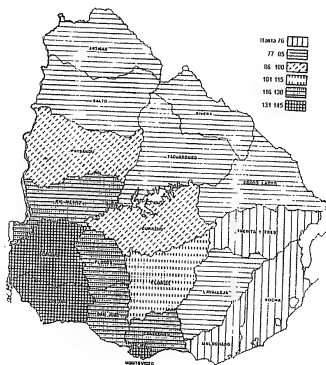 Hasta 76
77 85
86 100
101 115
116 130
131 145
ARTIGAS
SALTO
RIVERA
PAYSANDU
TACUAREMBO
CERRO LARGO
RIO NEGRO
DURAZNO
TREINTA Y TRES
FLORES
FLORIDA
LAVALLEJA
ROCHA
SAN JOSE
MALDONADO
MONTEVIDEO